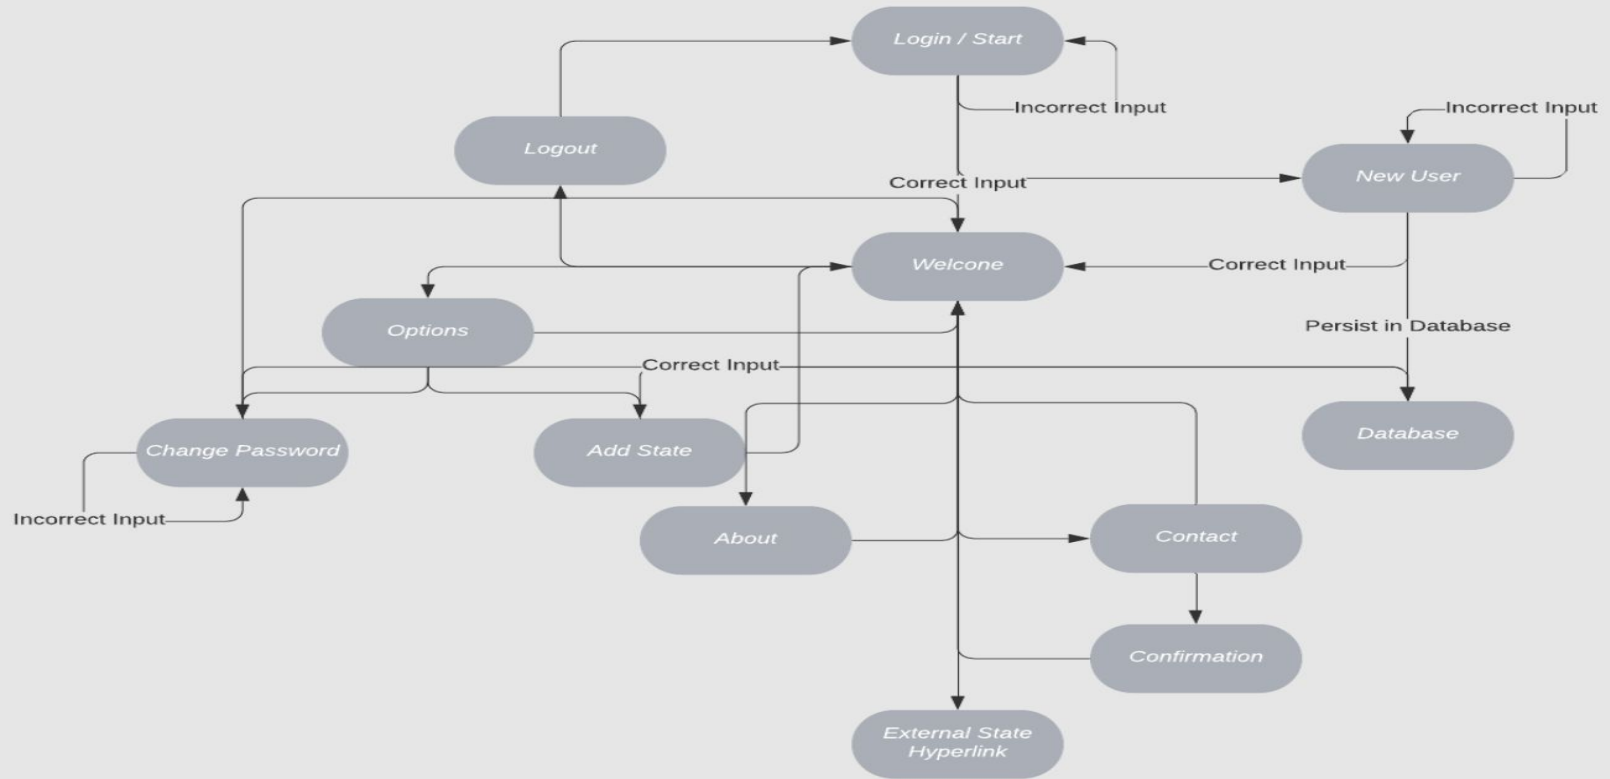 Login / Start
Incorrect Input
Incorrect Input
Logout
New User
Correct Input
Welcone
Correct Input
Options
Persist in Database
Correct Input
Change Password
Add State
Database
Incorrect Input
About
Contact
Confirmation
External State
Hyperlink